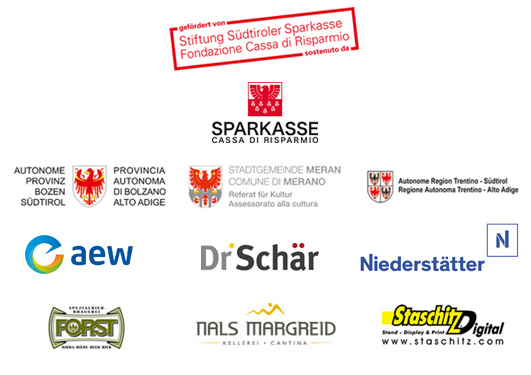 gefördert von
Stiftung Südtiroler Sparkasse
Fondazione Cassa di Risparmio
sostenuto da
SPARKASSE
CASSA DI RISPARMIO
AUTONOME
PROVINZ
BOZEN
SÜDTIROL
PROVINCIA
AUTONOMA
DI BOLZANO
ALTO ADIGE
STADTGEMEINDE MERAN
COMUNE DI MERANO
Referat für Kultur
Assessorato alla cultura
Autonome Region Trentino - Südtirol
Regione Autonoma Trentino - Alto Adige
aew
Dr Schär
Niederstätter
N
SPEZIALBIER-
BRAUEREI
FORST
NALS MARGREID
KELLEREI · CANTINA
Staschitz Digital
Stand - Display & Print
www.staschitz.com